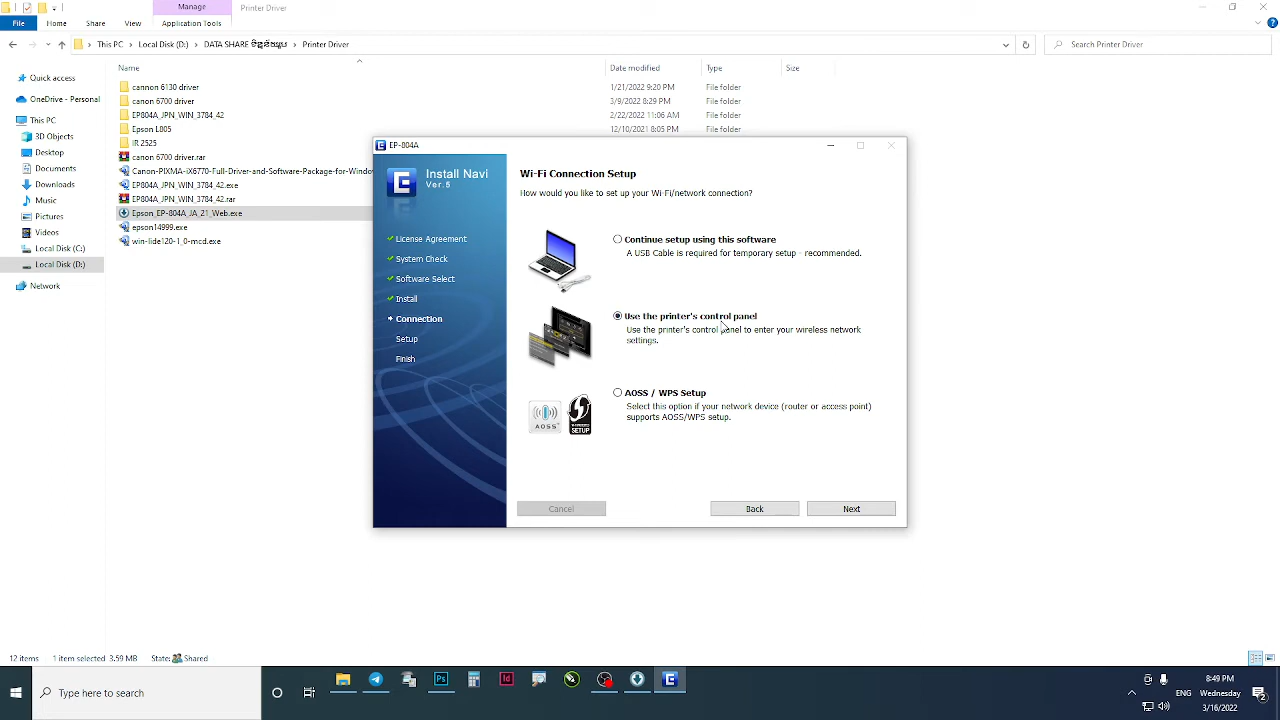 Manage
Printer Driver
File
Home
Share
View
Application Tools
This PC
Local Disk (D:)
DATA SHARE
Printer Driver
Search Printer Driver
Name
Date modified
Type
Size
Quick access
OneDrive - Personal
This PC
3D Objects
Desktop
Documents
Downloads
Music
Pictures
Videos
Local Disk (C:)
Local Disk (D:)
Network
cannon 6130 driver
1/21/2022 9:20 PM
File folder
canon 6700 driver
3/9/2022 8:29 PM
File folder
EP804A_JPN_WIN_3784_42
2/22/2022 11:06 AM
File folder
Epson L805
12/10/2021 8:05 PM
File folder
IR 2525
canon 6700 driver.rar
Canon-PIXMA-iX6770-Full-Driver-and-Software-Package-for-Windo
EP804A_JPN_WIN_3784_42.exe
EP804A_JPN_WIN_3784_42.rar
Epson_EP-804A_JA_21_Web.exe
epson14999.exe
win-lide120-1_0-mcd.exe
EP-804A
Install Navi
Ver.5
License Agreement
System Check
Software Select
Install
Connection
Setup
Finish
Wi-Fi Connection Setup
How would you like to set up your Wi-Fi/network connection?
Continue setup using this software
A USB Cable is required for temporary setup - recommended.
Use the printer's control panel
Use the printer's control panel to enter your wireless network
settings.
AOSS / WPS Setup
Select this option if your network device (router or access point)
supports AOSS/WPS setup.
AOSS
SETUP
Cancel
Back
Next
12 items
1 item selected
3.59 MB
State:
Shared
Type here to search
Ps
Id
ENG
8:49 PM
Wednesday
3/16/2022
2